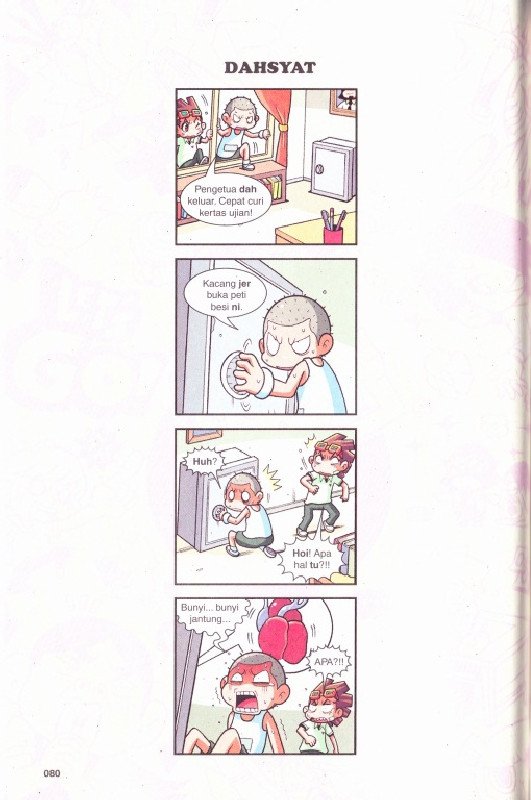 DAHSYAT
Pengetua dah
keluar. Cepat curi
kertas ujian!
Kacang jer
buka peti
besi ni.
Huh?
Hoi! Apa
hal tu?!!
Bunyi... bunyi
jantung...
APA?!!
080